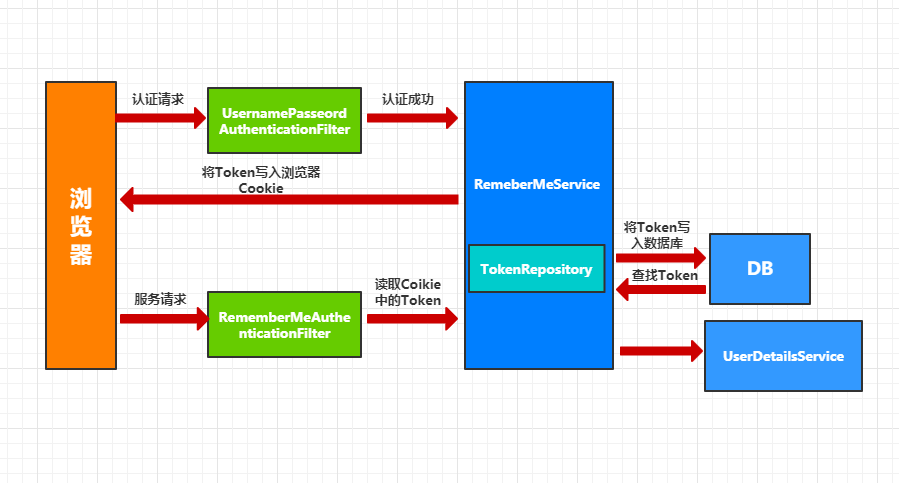 认证请求
UsernamePasseord
AuthenticationFilter
认证成功
将Token写入浏览器
Cookie
浏
览
器
RemeberMeService
将Token写
入数据库
TokenRepository
查找Token
DB
服务请求
RememberMeAuthe
nticationFilter
读取Coikie
中的Token
UserDetailsService